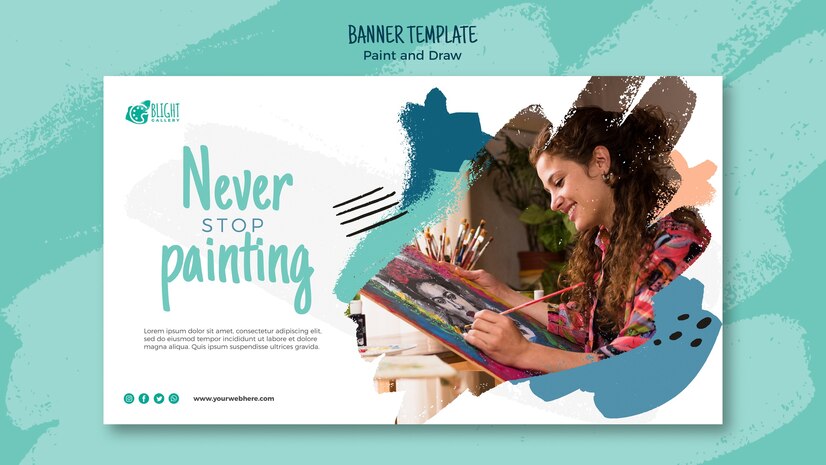 BANNER TEMPLATE
Paint and Draw
BLIGHT
GALLERY
Never
STOP
painting
Lorem ipsum dolor sit amet, consectetur adipiscing elit,
sed do eiusmod tempor incididunt ut labore et dolore
magna aliqua. Quis ipsum suspendisse ultrices gravida.
www.yourwebhere.com